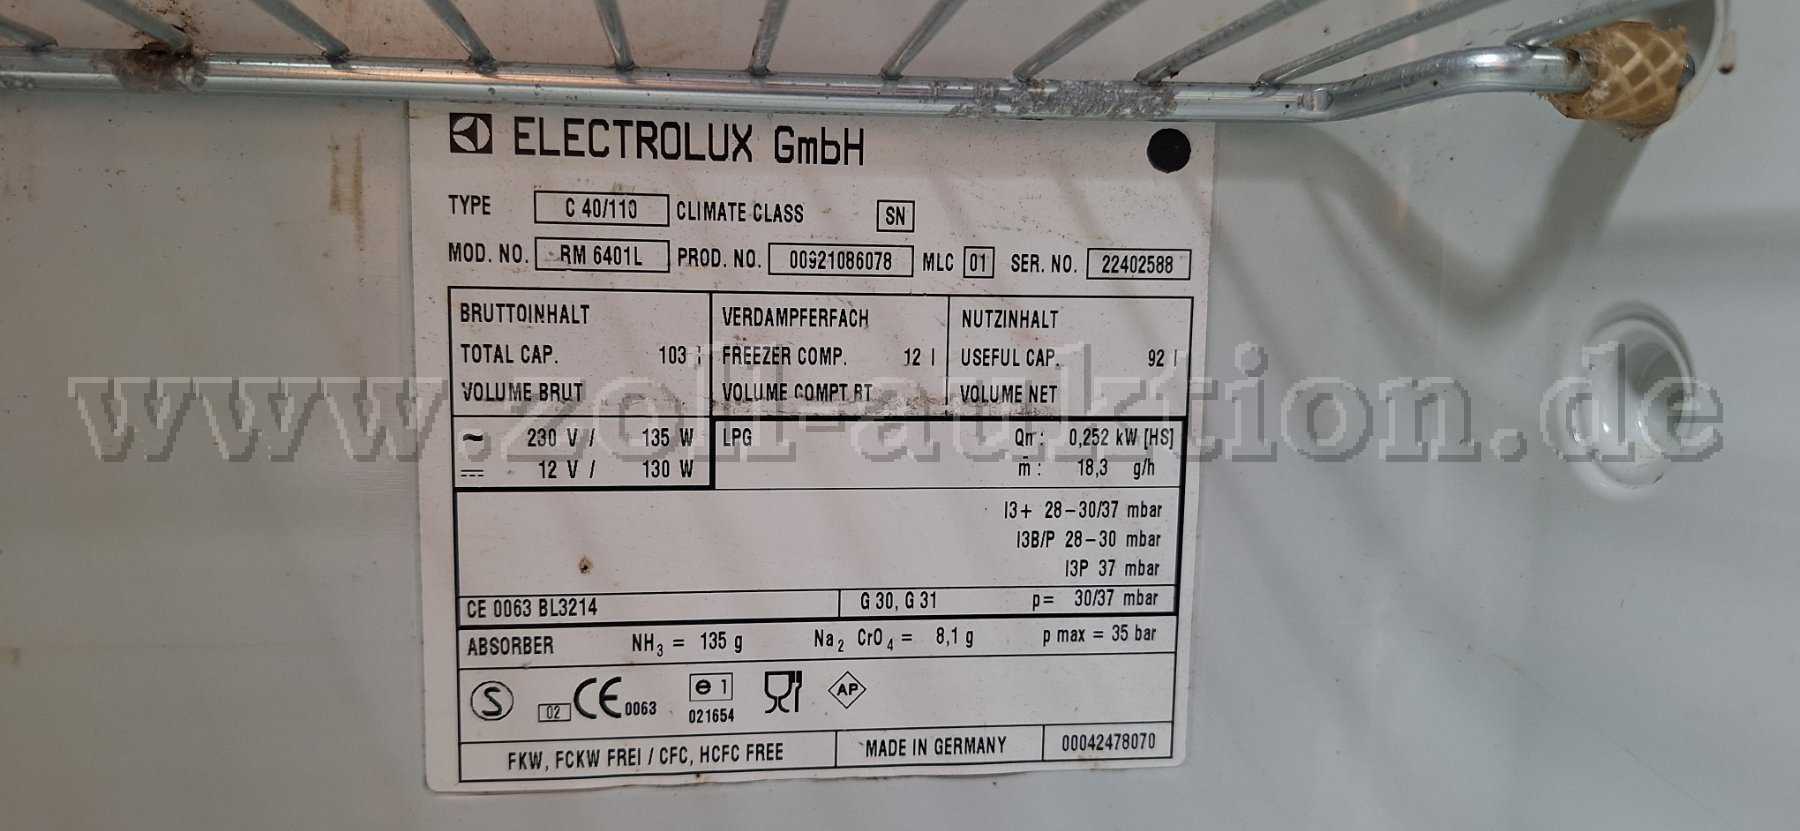 ELECTROLUX GmbH
TYPE C 40/110 CLIMATE CLASS SN
MOD. NO. RM 6401L PROD. NO. 00921086078 MLC 01 SER. NO. 22402588
BRUTTOINHALT VERDAMPFERFACH NUTZINHALT
TOTAL CAP. 103 l FREEZER COMP. 12 l USEFUL CAP. 92 l
VOLUME BRUT VOLUME COMPT RT VOLUME NET
www.zoll-auktion.de
~ 230 V / 135 W LPG Qn : 0,252 kW [HS]
⎓ 12 V / 130 W m̄ : 18,3 g/h
I3+ 28-30/37 mbar
I3B/P 28-30 mbar
I3P 37 mbar
CE 0063 BL3214 G 30, G 31 p= 30/37 mbar
ABSORBER NH₃ = 135 g Na₂ CrO₄ = 8,1 g p max = 35 bar
S 02 CE 0063 e 1 AP
021654
FKW, FCKW FREI / CFC, HCFC FREE MADE IN GERMANY 00042478070